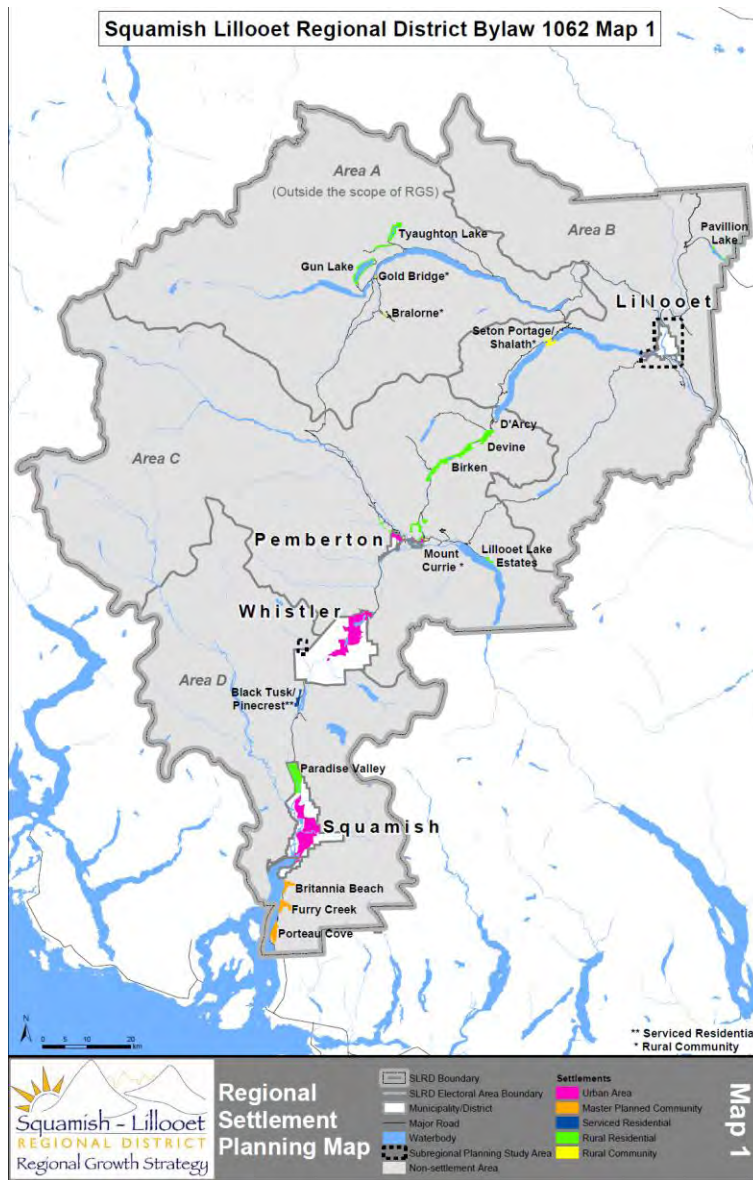 Squamish Lillooet Regional District Bylaw 1062 Map 1
Area A
(Outside the scope of RGS)
Area B
Tyaughton Lake
Pavillion
Lake
Gun Lake
Gold Bridge*
Lillooet
Bralorne*
Seton Portage/
Shalath*
D'Arcy
Devine
Area C
Birken
Pemberton
Mount
Currie *
Lillooet Lake
Estates
Whistler
Area D
Black Tusk/
Pinecrest**
Paradise Valley
Squamish
Britannia Beach
Furry Creek
Porteau Cove
N
0 5 10 20
km
** Serviced Residentia
* Rural Community
Squamish - Lillooet
REGIONAL DISTRICT
Regional Growth Strategy
Regional
Settlement
Planning Map
SLRD Boundary
SLRD Electoral Area Boundary
Municipality/District
Major Road
Waterbody
Subregional Planning Study Area
Non-settlement Area
Settlements
Urban Area
Master Planned Community
Serviced Residential
Rural Residential
Rural Community
Map 1